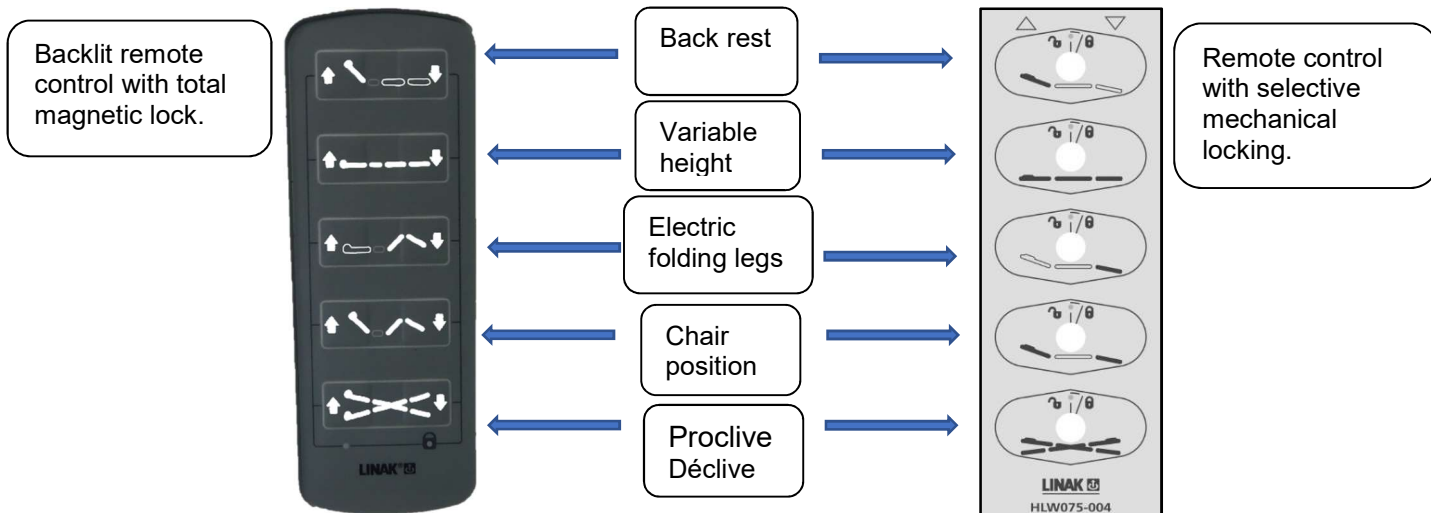 Backlit remote
control with total
magnetic lock.
Back rest
Variable
height
Electric
folding legs
Chair
position
Proclive
Déclive
Remote control
with selective
mechanical
locking.
LINAK®
LINAK
HLW075-004